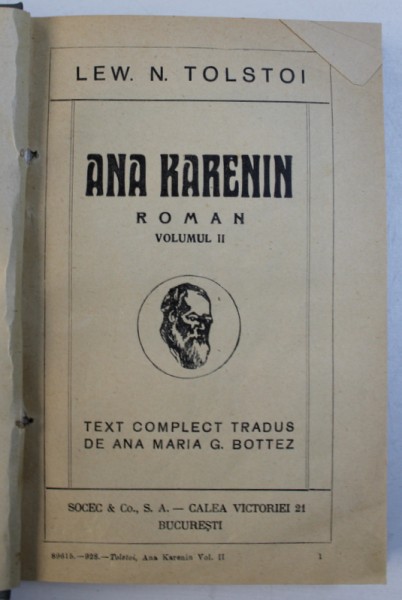 LEW. N. TOLSTOI
ANA KARENIN
ROMAN
VOLUMUL II
TEXT COMPLECT TRADUS
DE ANA MARIA G. BOTTEZ
SOCEC & Co., S. A. — CALEA VICTORIEI 21
BUCUREȘTI
Tolstoi, Ana Karenin Vol. II 1